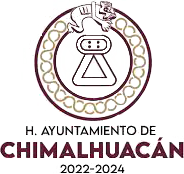 H. AYUNTAMIENTO DE
CHIMALHUACÁN
2022-2024